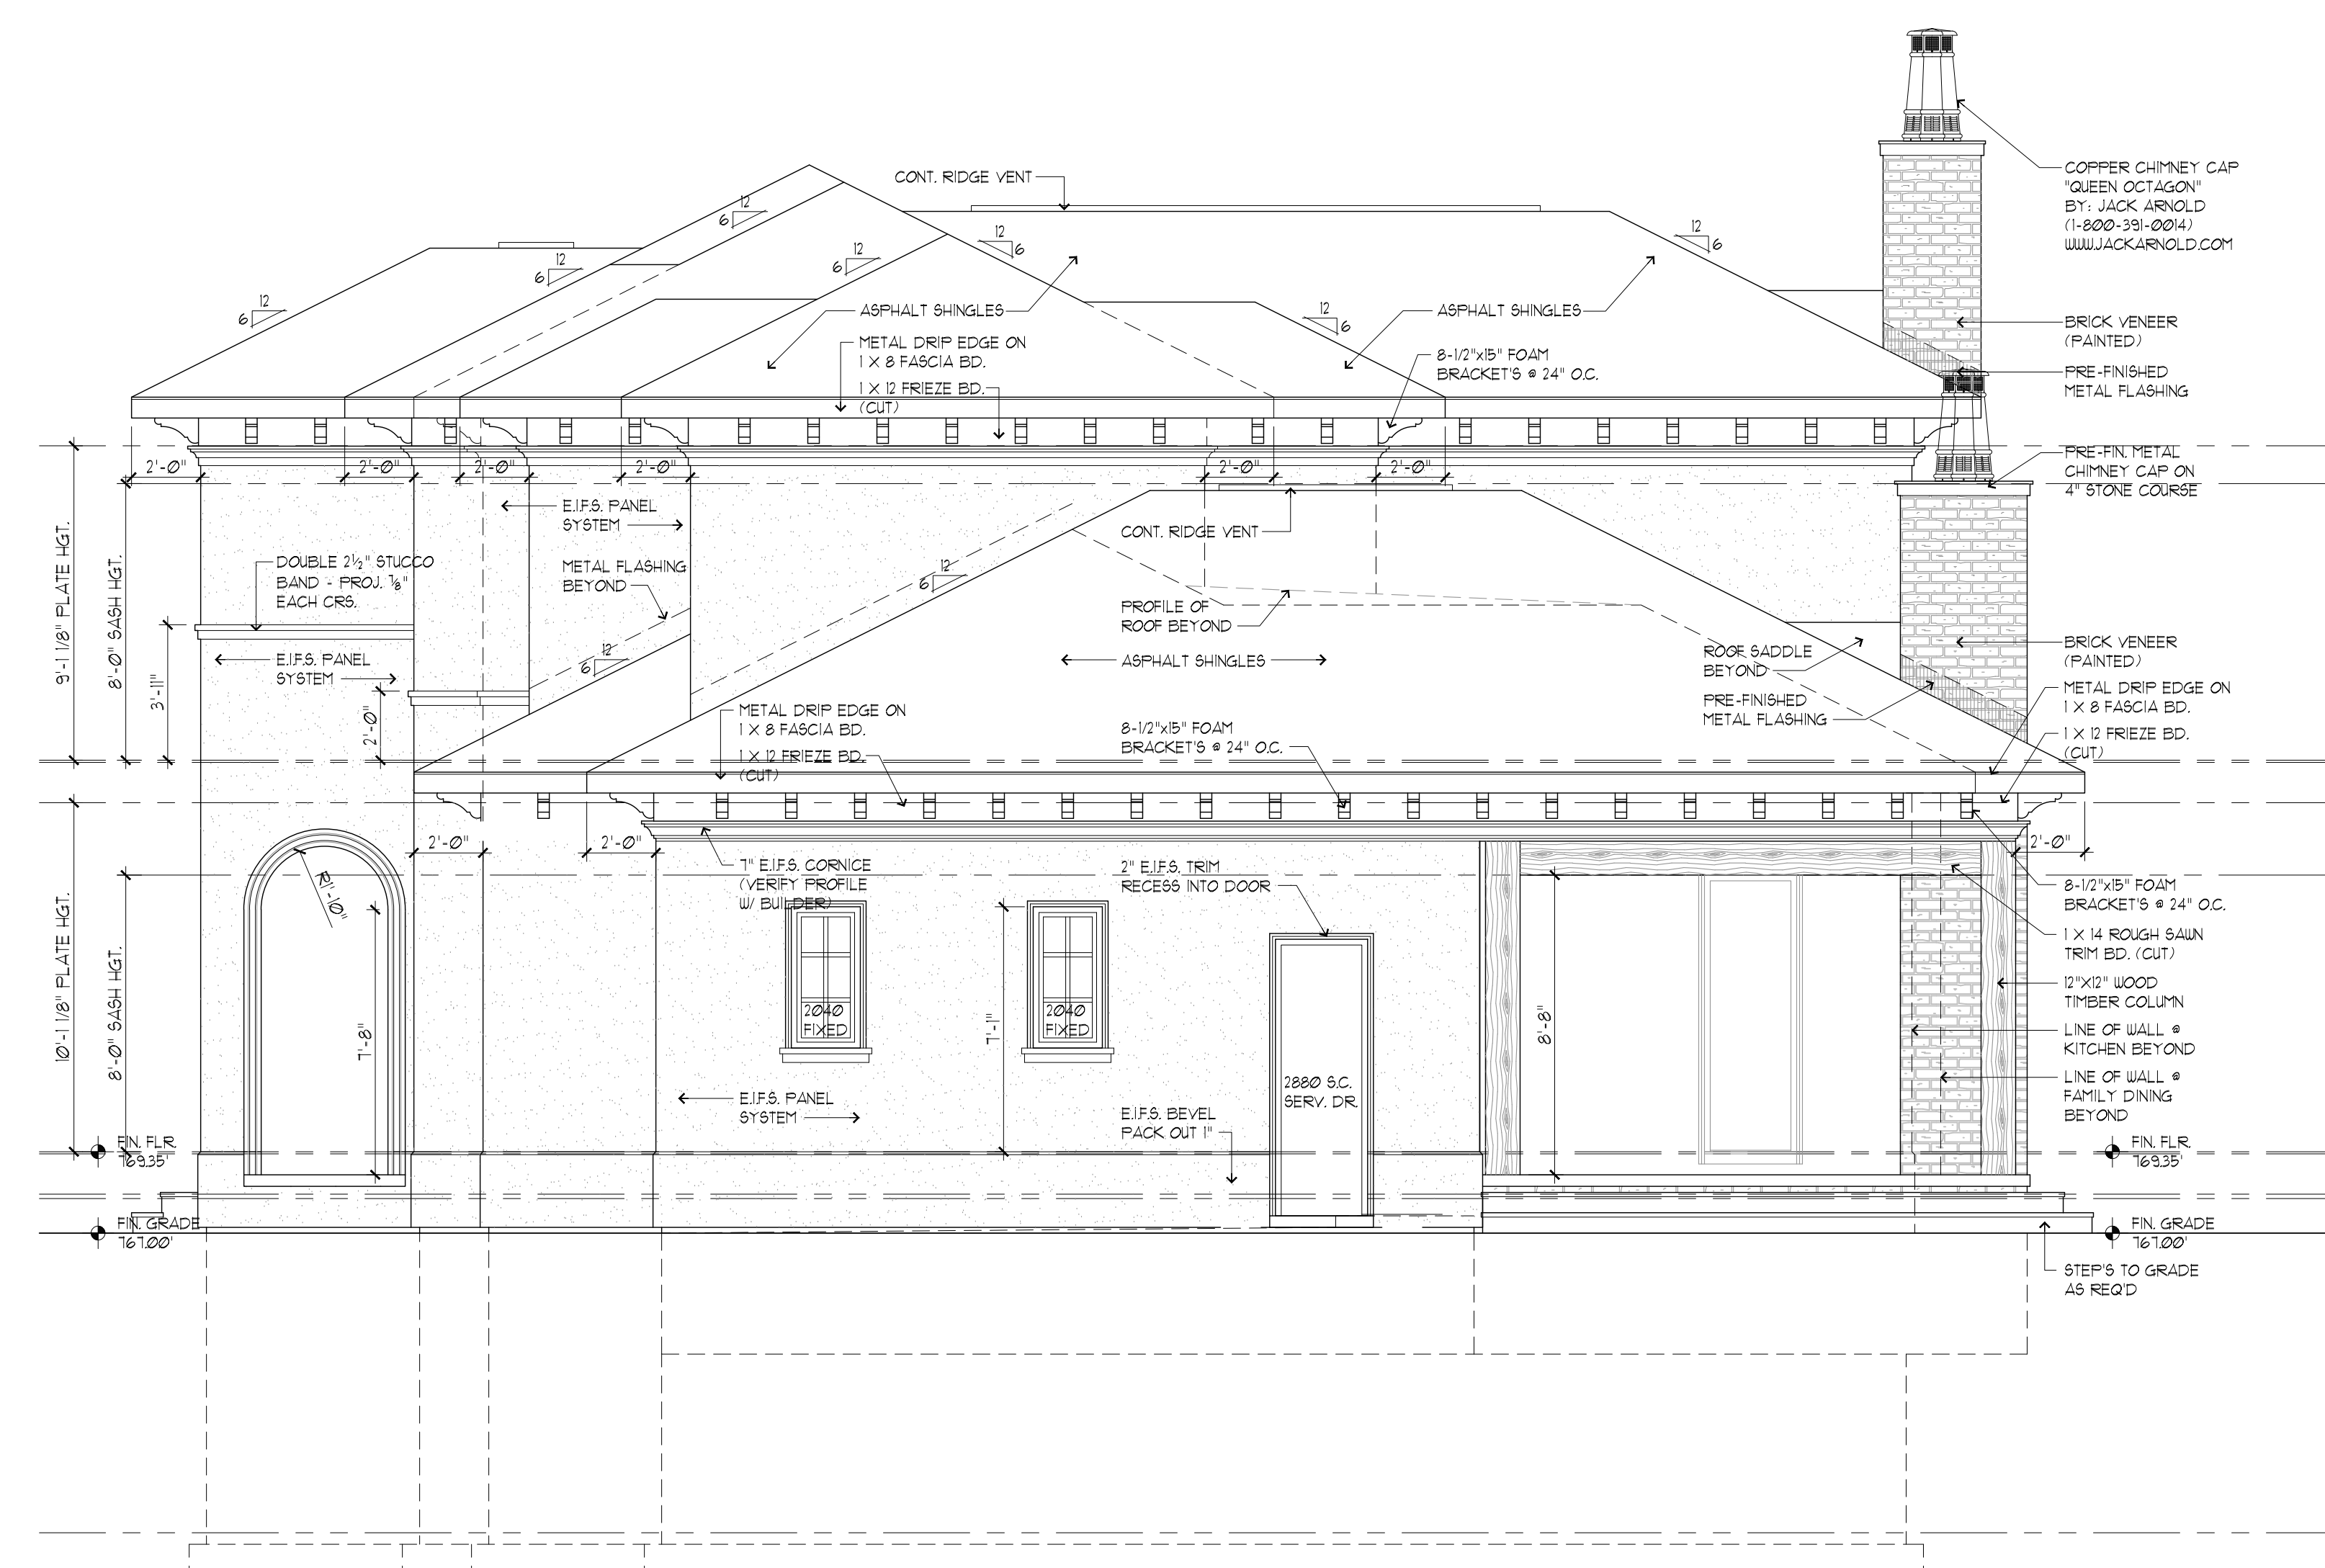 CONT. RIDGE VENT
COPPER CHIMNEY CAP
"QUEEN OCTAGON"
BY: JACK ARNOLD
(1-800-391-0014)
WWW.JACKARNOLD.COM
12
6
12
6
12
6
12
6
12
6
12
6
12
6
ASPHALT SHINGLES
ASPHALT SHINGLES
BRICK VENEER
(PAINTED)
METAL DRIP EDGE ON
1 X 8 FASCIA BD.
8-1/2"x15" FOAM
BRACKET'S @ 24" O.C.
PRE-FINISHED
METAL FLASHING
1 X 12 FRIEZE BD.
(CUT)
2'-0"
2'-0"
2'-0"
2'-0"
2'-0"
2'-0"
PRE-FIN. METAL
CHIMNEY CAP ON
4" STONE COURSE
9'-1 1/8" PLATE HGT.
8'-0" SASH HGT.
3'-11"
2'-0"
E.I.F.S. PANEL
SYSTEM
CONT. RIDGE VENT
DOUBLE 2½" STUCCO
BAND - PROJ. ⅞"
EACH CRS.
METAL FLASHING
BEYOND
12
6
PROFILE OF
ROOF BEYOND
E.I.F.S. PANEL
SYSTEM
12
6
ASPHALT SHINGLES
ROOF SADDLE
BEYOND
BRICK VENEER
(PAINTED)
PRE-FINISHED
METAL FLASHING
METAL DRIP EDGE ON
1 X 8 FASCIA BD.
METAL DRIP EDGE ON
1 X 8 FASCIA BD.
1 X 12 FRIEZE BD.
(CUT)
8-1/2"x15" FOAM
BRACKET'S @ 24" O.C.
1 X 12 FRIEZE BD.
(CUT)
2'-0"
2'-0"
2'-0"
10'-1 1/8" PLATE HGT.
8'-0" SASH HGT.
R1'-10"
7'-8"
7" E.I.F.S. CORNICE
(VERIFY PROFILE
W/ BUILDER)
2" E.I.F.S. TRIM
RECESS INTO DOOR
8-1/2"x15" FOAM
BRACKET'S @ 24" O.C.
1 X 14 ROUGH SAWN
TRIM BD. (CUT)
12"X12" WOOD
TIMBER COLUMN
2040
FIXED
7'-1"
2040
FIXED
8'-8"
LINE OF WALL @
KITCHEN BEYOND
LINE OF WALL @
FAMILY DINING
BEYOND
2880 S.C.
SERV. DR.
E.I.F.S. PANEL
SYSTEM
E.I.F.S. BEVEL
PACK OUT 1"
FIN. FLR.
769.35'
FIN. FLR.
769.35'
FIN. GRADE
767.00'
FIN. GRADE
767.00'
STEP'S TO GRADE
AS REQ'D